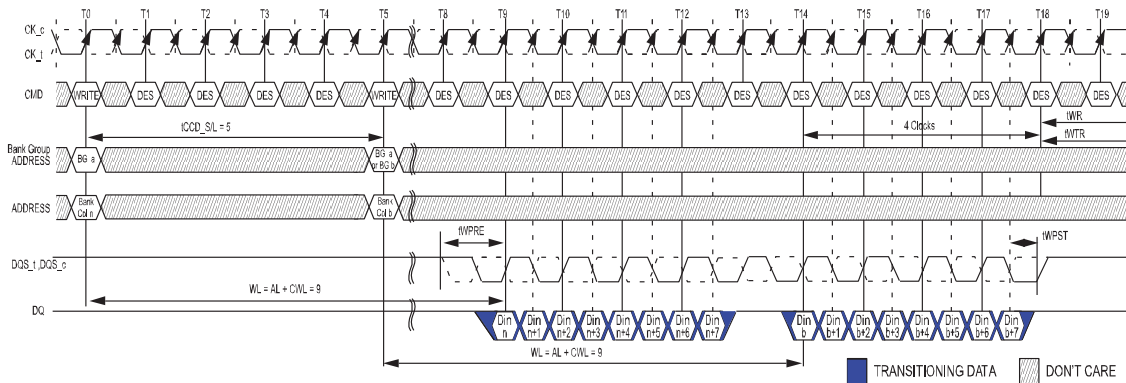 T0 T1 T2 T3 T4 T5 T8 T9 T10 T11 T12 T13 T14 T15 T16 T17 T18 T19
CK_c
CK_t
CMD WRITE DES DES DES DES WRITE DES DES DES DES DES DES DES DES DES DES DES DES
tCCD_S/L = 5
4 Clocks
tWR
tWTR
Bank Group
ADDRESS
BG a
BG a
or BG b
ADDRESS
Bank
Col n
Bank
Col b
tWPRE
tWPST
DQS_t,DQS_c
WL = AL + CWL = 9
DQ
Din n Din n+1 Din n+2 Din n+3 Din n+4 Din n+5 Din n+6 Din n+7 Din b Din b+1 Din b+2 Din b+3 Din b+4 Din b+5 Din b+6 Din b+7
WL = AL + CWL = 9
TRANSITIONING DATA DON'T CARE